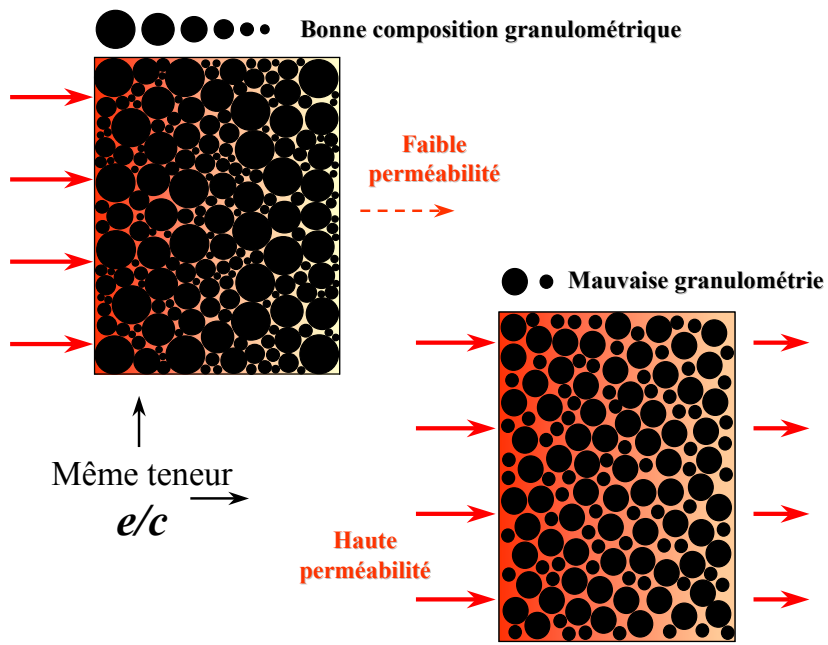 Bonne composition granulométrique
Faible
perméabilité
Mauvaise granulométrie
Même teneur
e/c
Haute
perméabilité